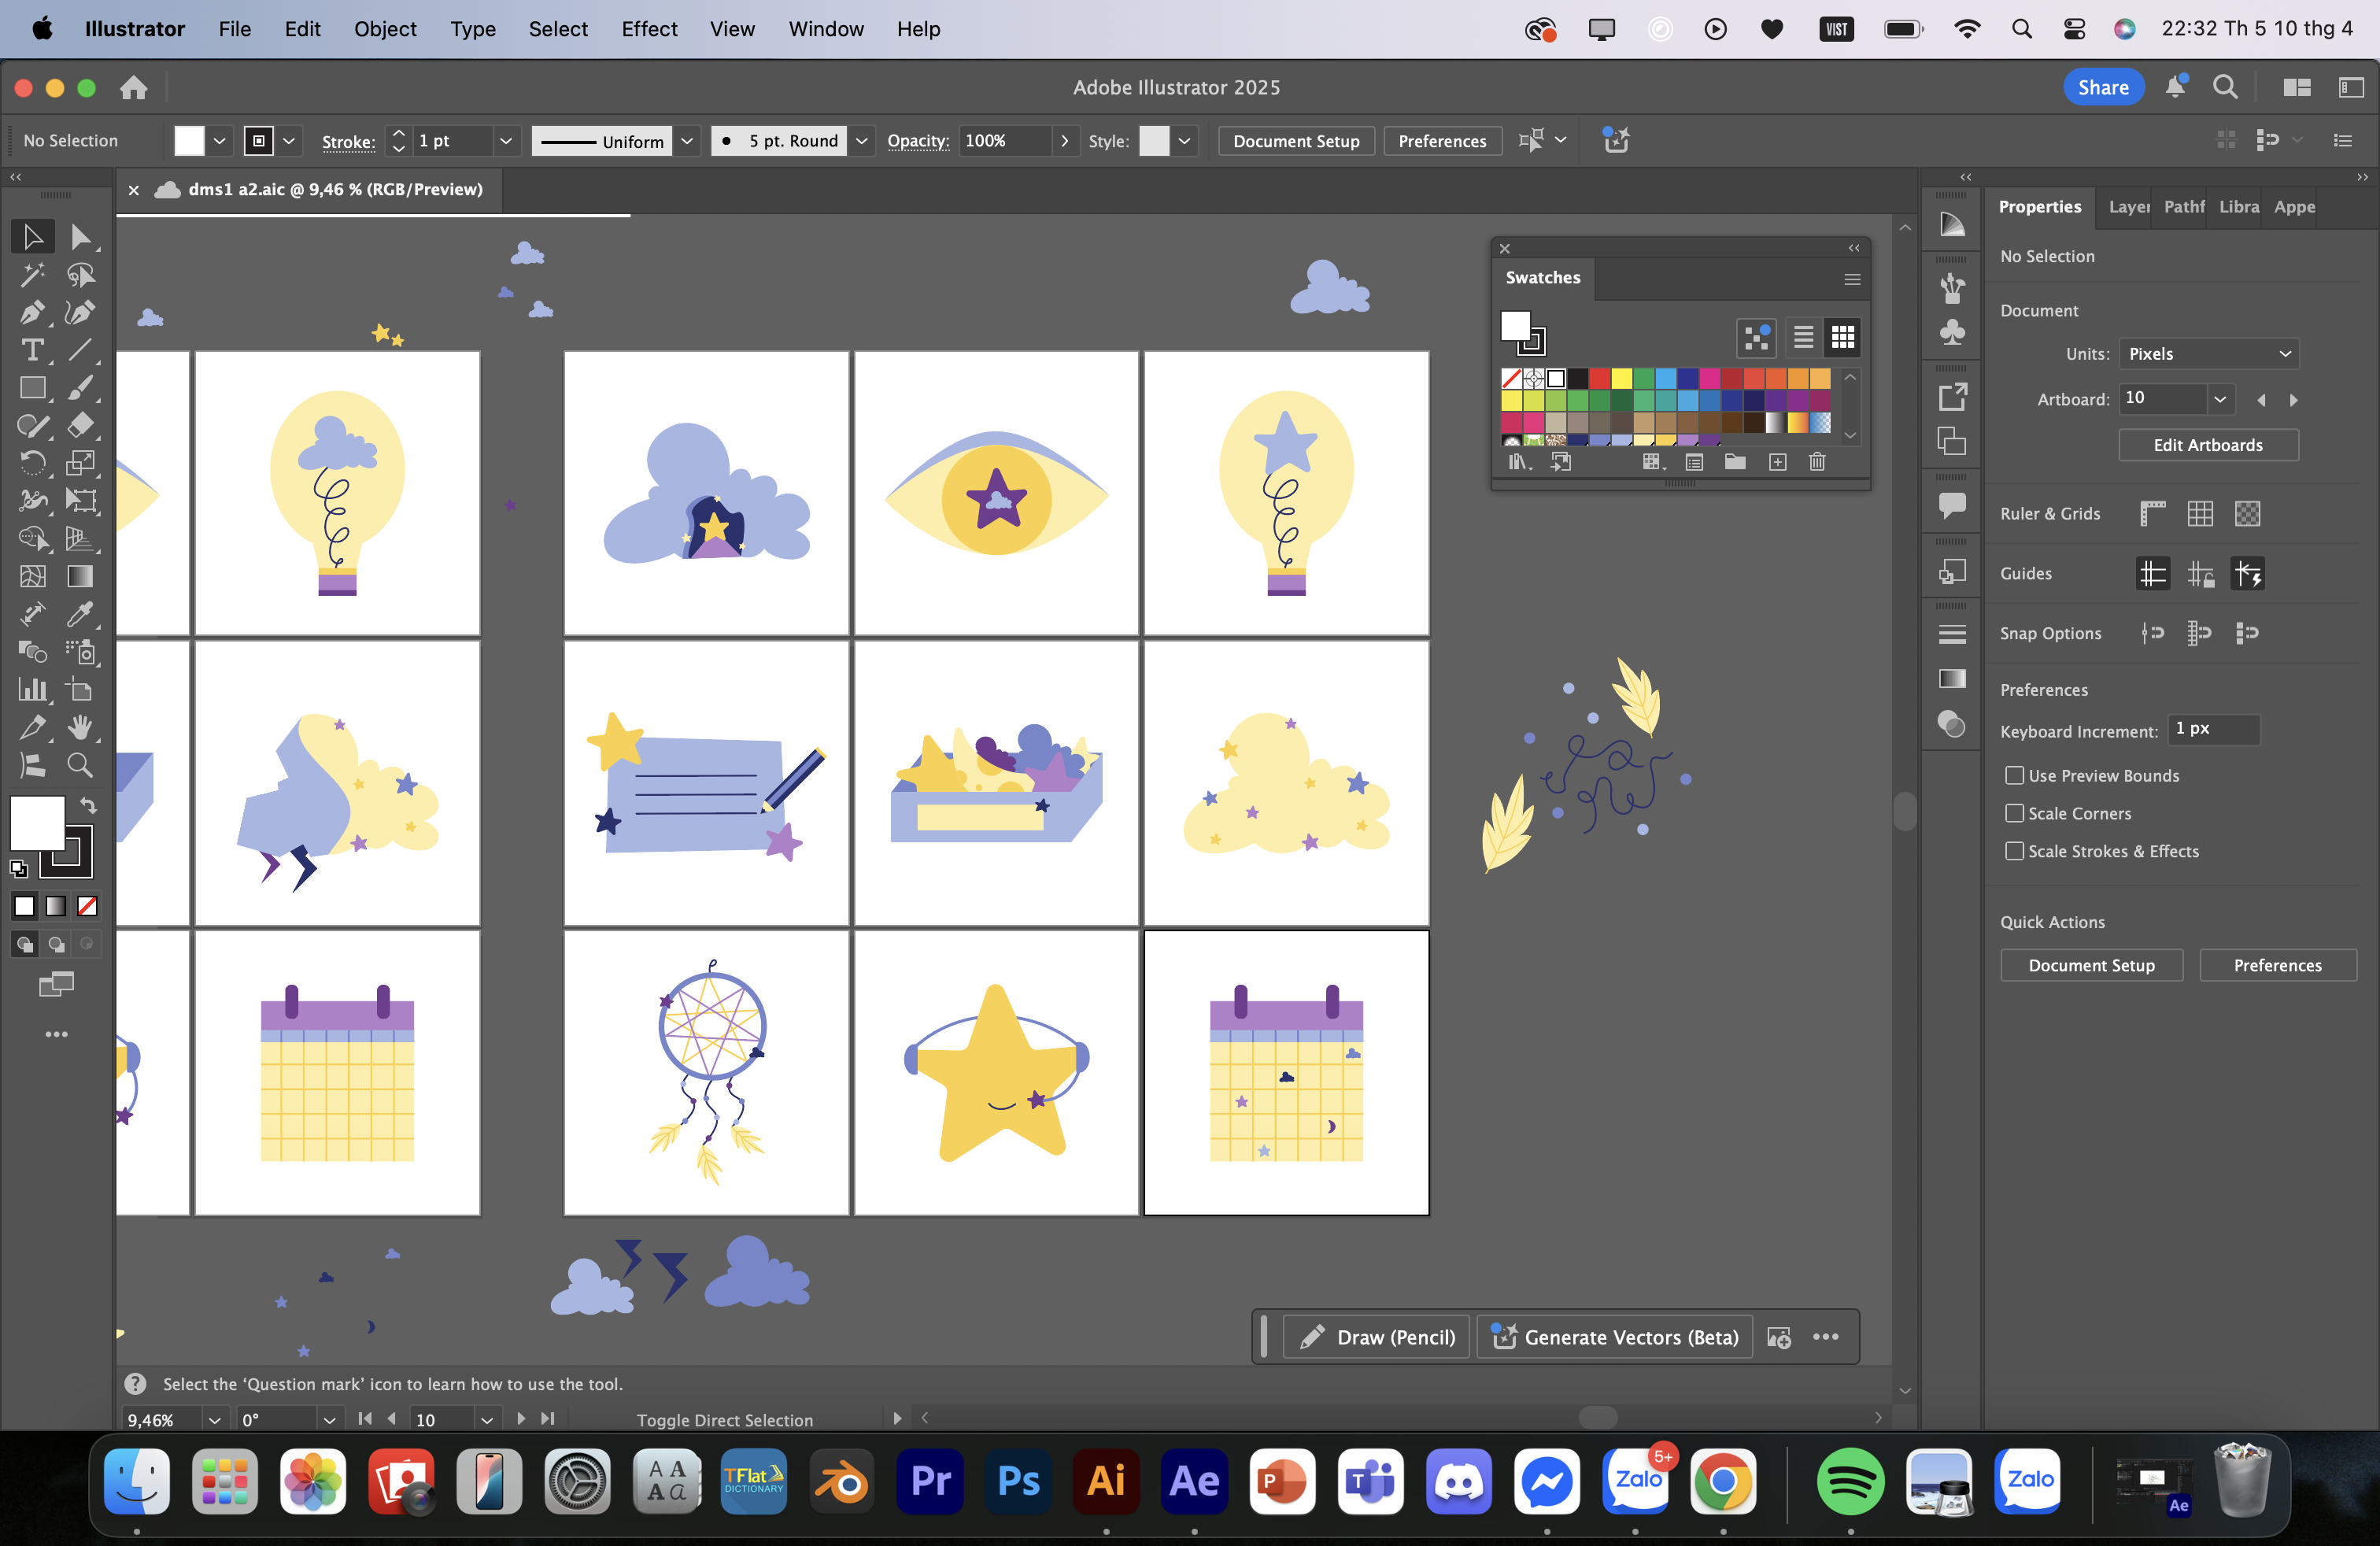 Illustrator File Edit Object Type Select Effect View Window Help VIST 22:32 Th 5 10 thg 4
Adobe Illustrator 2025 Share
No Selection Stroke: 1 pt Uniform 5 pt. Round Opacity: 100% Style: Document Setup Preferences
dms1 a2.aic @ 9,46 % (RGB/Preview)
Properties Layer Pathf Libra Appe
No Selection
Swatches
Document
Units: Pixels
Artboard: 10
Edit Artboards
Ruler & Grids
Guides
Snap Options
Preferences
Keyboard Increment: 1 px
Use Preview Bounds
Scale Corners
Scale Strokes & Effects
Quick Actions
Document Setup Preferences
Draw (Pencil) Generate Vectors (Beta)
Select the ‘Question mark’ icon to learn how to use the tool.
9,46% 0° 10 Toggle Direct Selection
A A
A a
TFlat
DICTIONARY
Pr Ps Ai Ae P T Zalo 5+ Zalo Ae